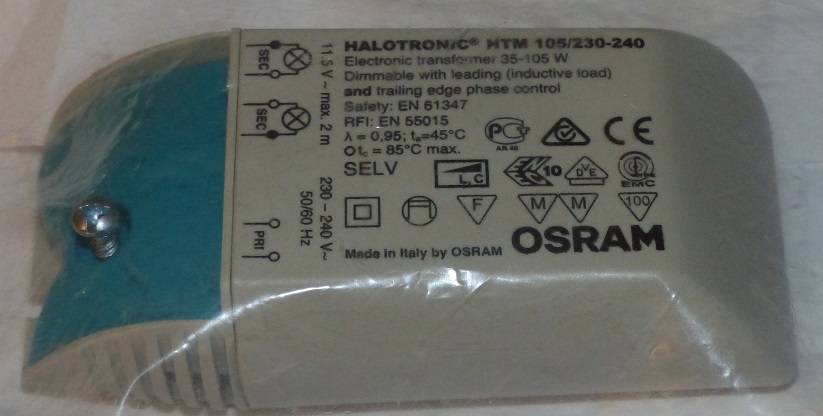 HALOTRONIC® HTM 105/230-240
Electronic transformer 35-105 W
Dimmable with leading (inductive load)
and trailing edge phase control
Safety: EN 61347
RFI: EN 55015
λ = 0,95; ta=45°C
tc = 85°C max.
SELV
AR 46
CE
L, C
10
DVE
EMC
F
M M
100
Made in Italy by OSRAM
OSRAM
11.5 V ~ max. 2 m
SEC
SEC
230 – 240 V~
50/60 Hz
PRI